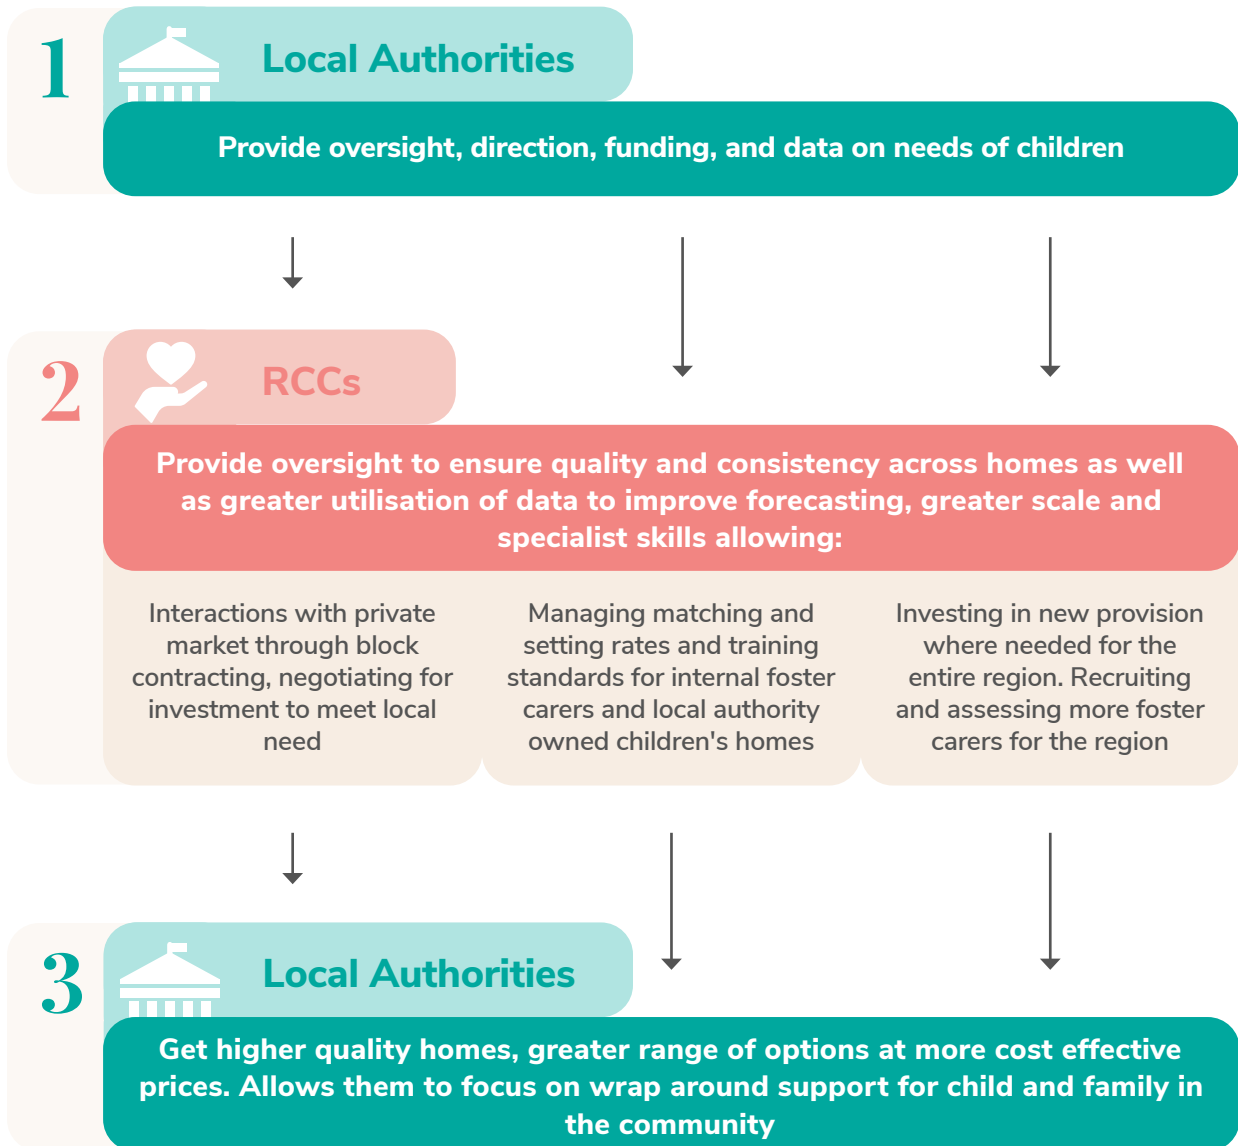 1
Local Authorities
Provide oversight, direction, funding, and data on needs of children
2
RCCs
Provide oversight to ensure quality and consistency across homes as well
as greater utilisation of data to improve forecasting, greater scale and
specialist skills allowing:
Interactions with private
market through block
contracting, negotiating for
investment to meet local
need
Managing matching and
setting rates and training
standards for internal foster
carers and local authority
owned children's homes
Investing in new provision
where needed for the
entire region. Recruiting
and assessing more foster
carers for the region
3
Local Authorities
Get higher quality homes, greater range of options at more cost effective
prices. Allows them to focus on wrap around support for child and family in
the community